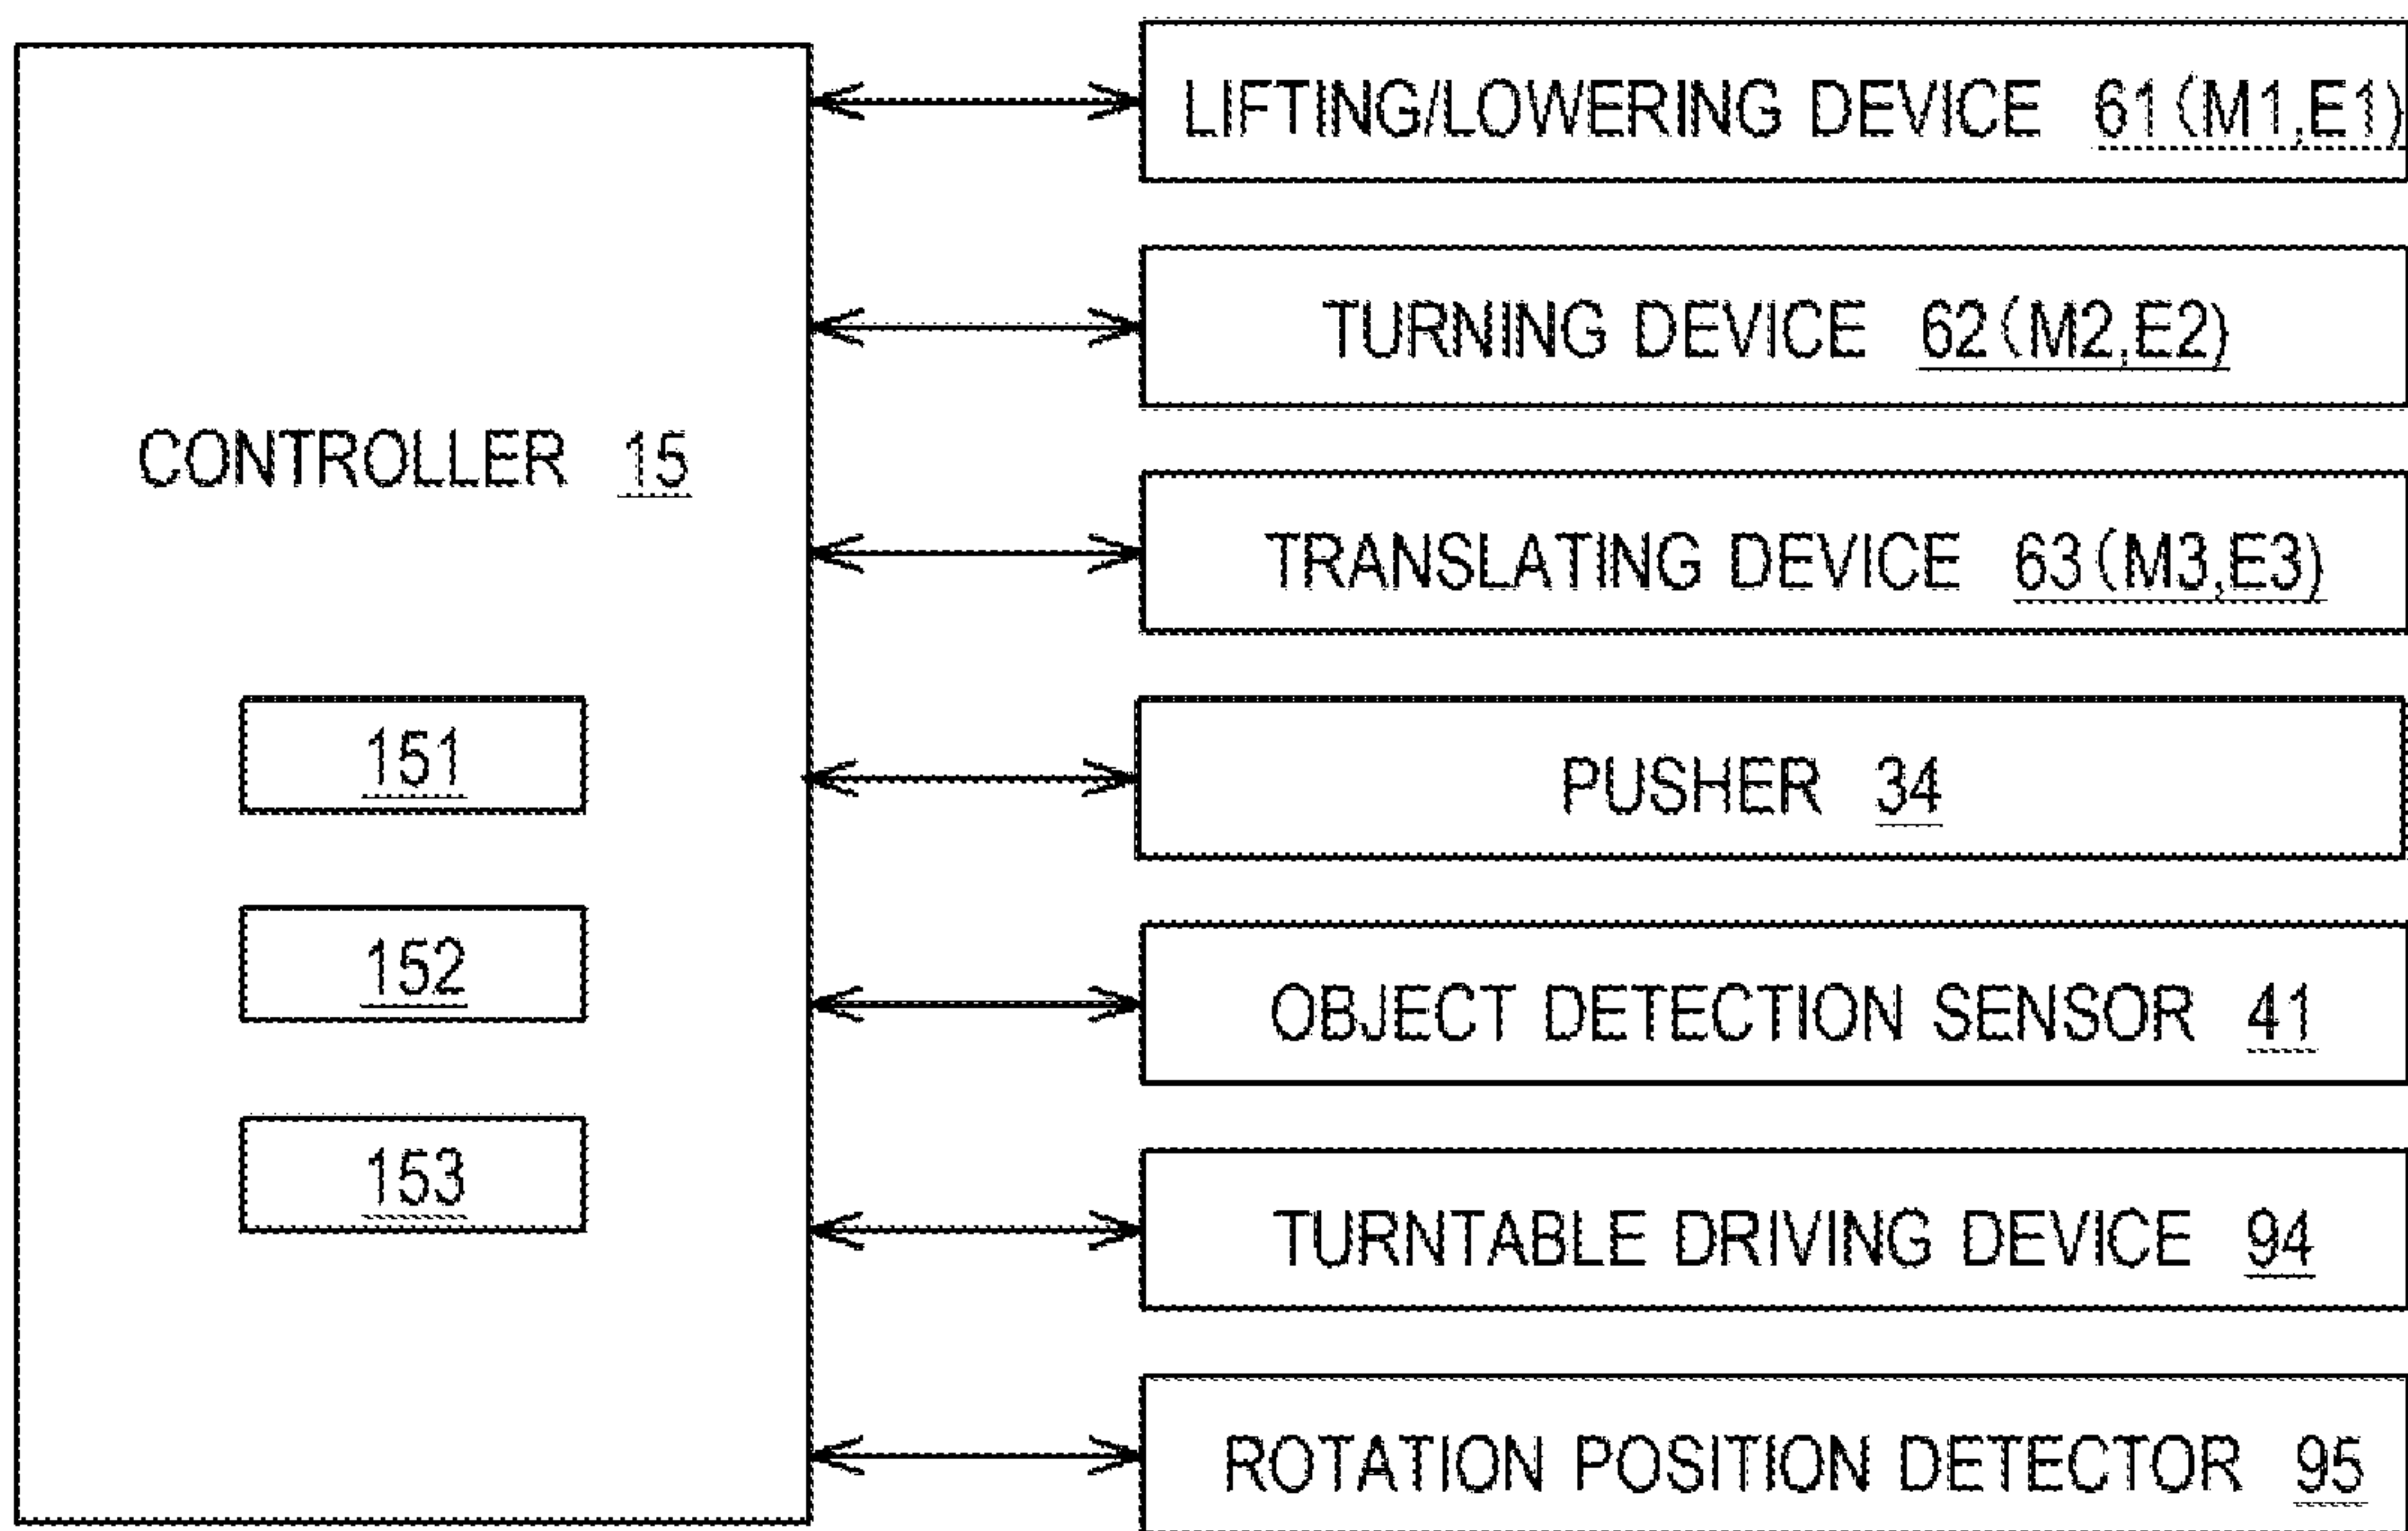 CONTROLLER 15
151
152
153
LIFTING/LOWERING DEVICE 61(M1,E1)
TURNING DEVICE 62(M2,E2)
TRANSLATING DEVICE 63(M3,E3)
PUSHER 34
OBJECT DETECTION SENSOR 41
TURNTABLE DRIVING DEVICE 94
ROTATION POSITION DETECTOR 95